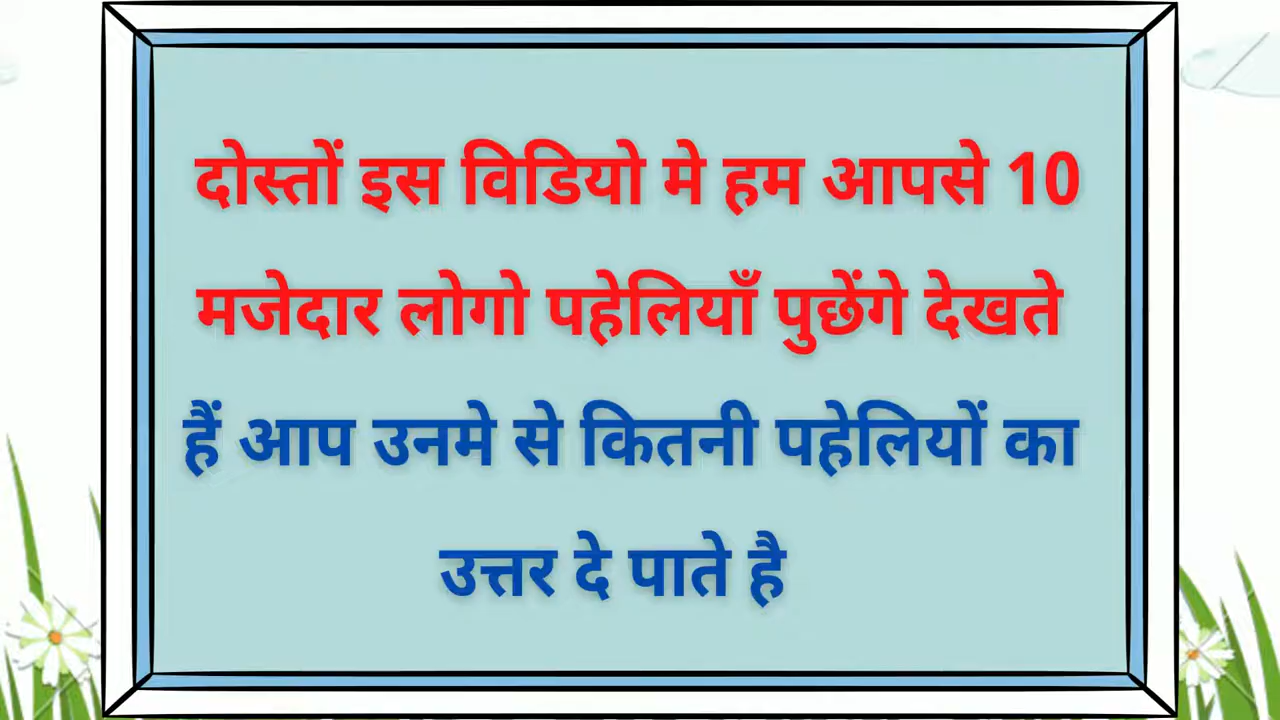 दोस्तों इस विडियो मे हम आपसे 10
मजेदार लोगो पहेलियाँ पुछेंगे देखते
हैं आप उनमे से कितनी पहेलियों का
उत्तर दे पाते है